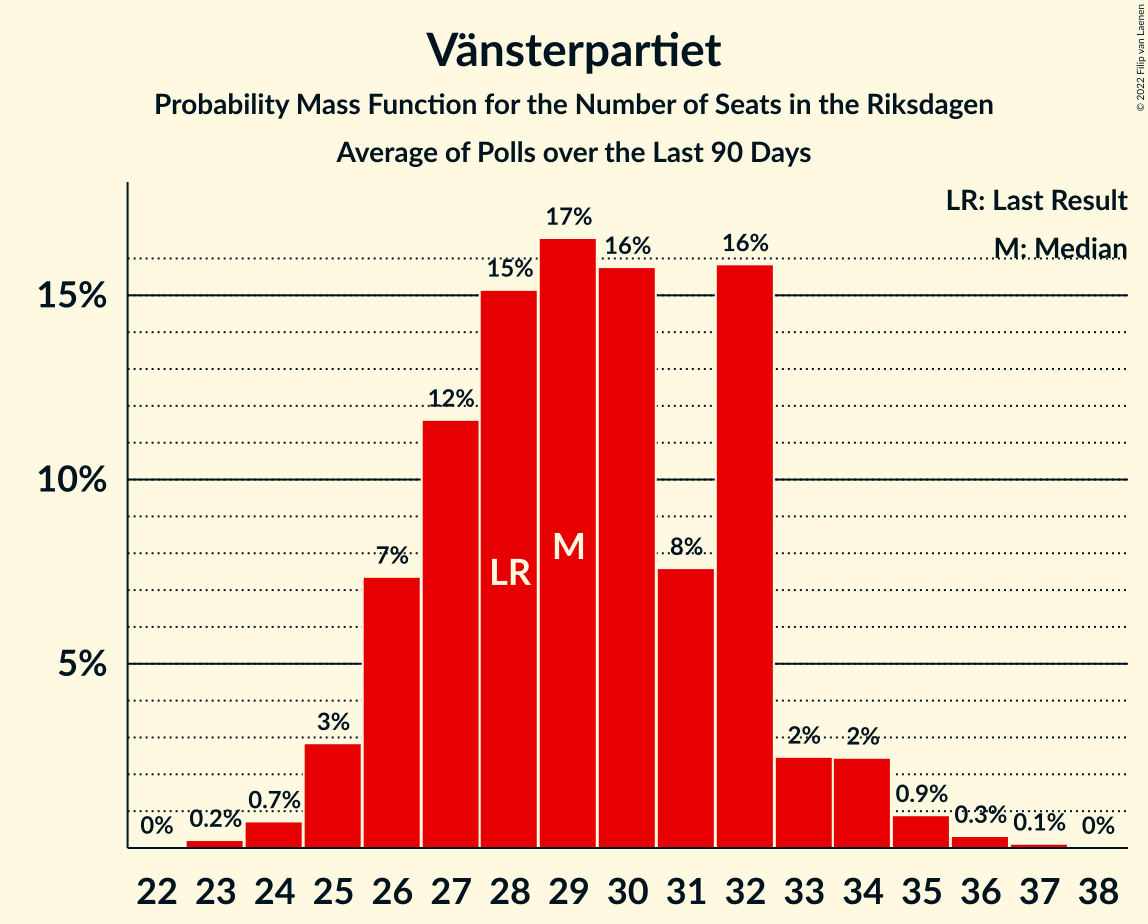 Vänsterpartiet
Probability Mass Function for the Number of Seats in the Riksdagen
Average of Polls over the Last 90 Days
© 2022 Filip van Laenen
LR: Last Result
M: Median
15%
10%
5%
0%
0.2%
0.7%
3%
7%
12%
15%
17%
16%
8%
16%
2%
2%
0.9%
0.3%
0.1%
0%
LR
M
22 23 24 25 26 27 28 29 30 31 32 33 34 35 36 37 38